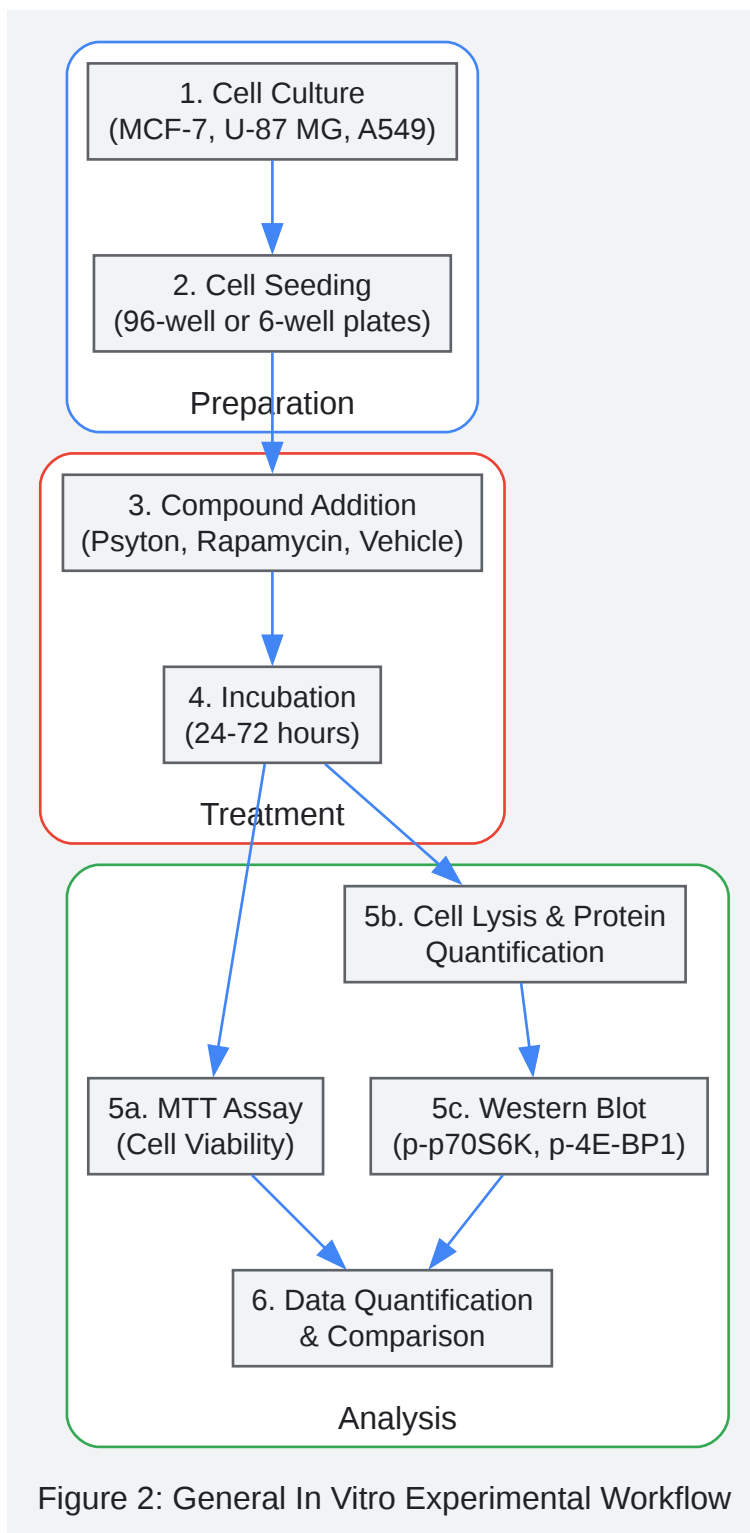 1. Cell Culture
(MCF-7, U-87 MG, A549)
2. Cell Seeding
(96-well or 6-well plates)
Preparation
3. Compound Addition
(Psyton, Rapamycin, Vehicle)
4. Incubation
(24-72 hours)
Treatment
5b. Cell Lysis & Protein
Quantification
5a. MTT Assay
(Cell Viability)
5c. Western Blot
(p-p70S6K, p-4E-BP1)
6. Data Quantification
& Comparison
Analysis
Figure 2: General In Vitro Experimental Workflow